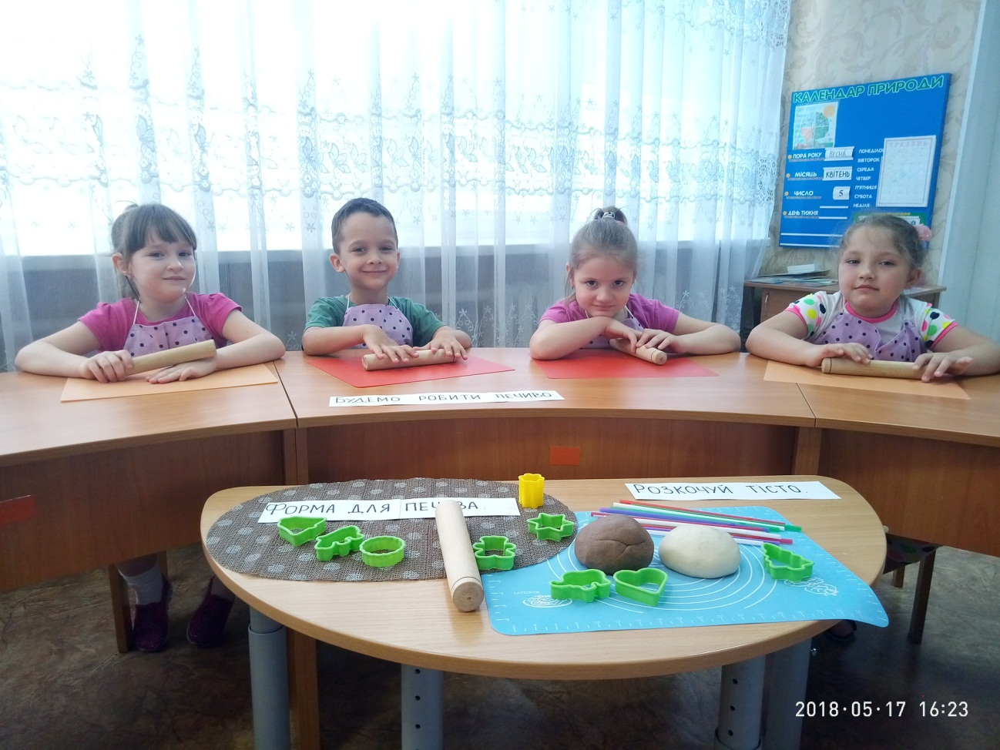 КАЛЕНДАР ПРИРОДИ
ПОРА РОКУ ВЕСНА
МІСЯЦЬ КВІТЕНЬ
ЧИСЛО 5
ДЕНЬ ТИЖНЯ
ПОНЕДІЛОК
ВІВТОРОК
СЕРЕДА
ЧЕТВЕР
П'ЯТНИЦЯ
СУБОТА
НЕДІЛЯ
ТРАВЕНЬ
БУДЕМО РОБИТИ ПЕЧИВО
РОЗКОЧУЙ ТІСТО.
ФОРМА ДЛЯ
2018·05·17 16:23